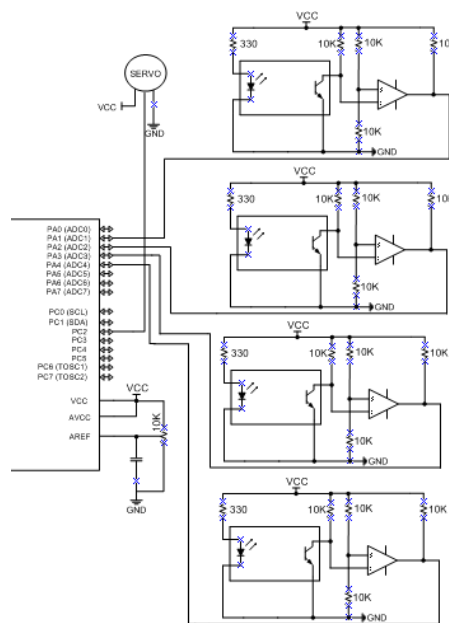 VCC
330
10K
10K
10K
10K
GND
SERVO
VCC
GND
VCC
330
10K
10K
10K
10K
GND
PA0 (ADC0)
PA1 (ADC1)
PA2 (ADC2)
PA3 (ADC3)
PA4 (ADC4)
PA5 (ADC5)
PA6 (ADC6)
PA7 (ADC7)
PC0 (SCL)
PC1 (SDA)
PC2
PC3
PC4
PC5
PC6 (TOSC1)
PC7 (TOSC2)
VCC
AVCC
AREF
VCC
10K
GND
VCC
330
10K
10K
10K
10K
GND
VCC
330
10K
10K
10K
10K
GND